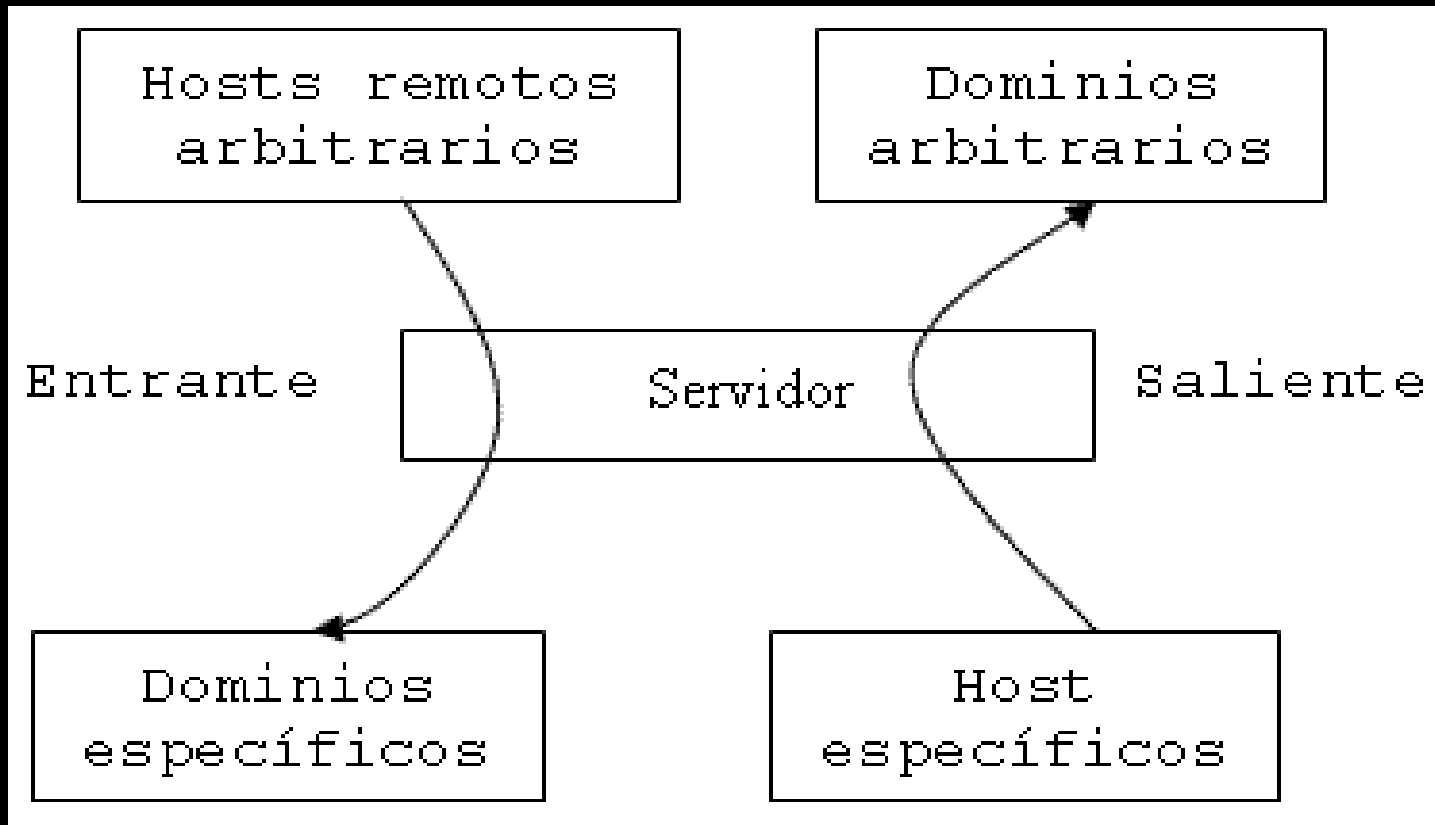 Hosts remotos
arbitrarios
Dominios
arbitrarios
Entrante
Servidor
Saliente
Dominios
específicos
Host
específicos